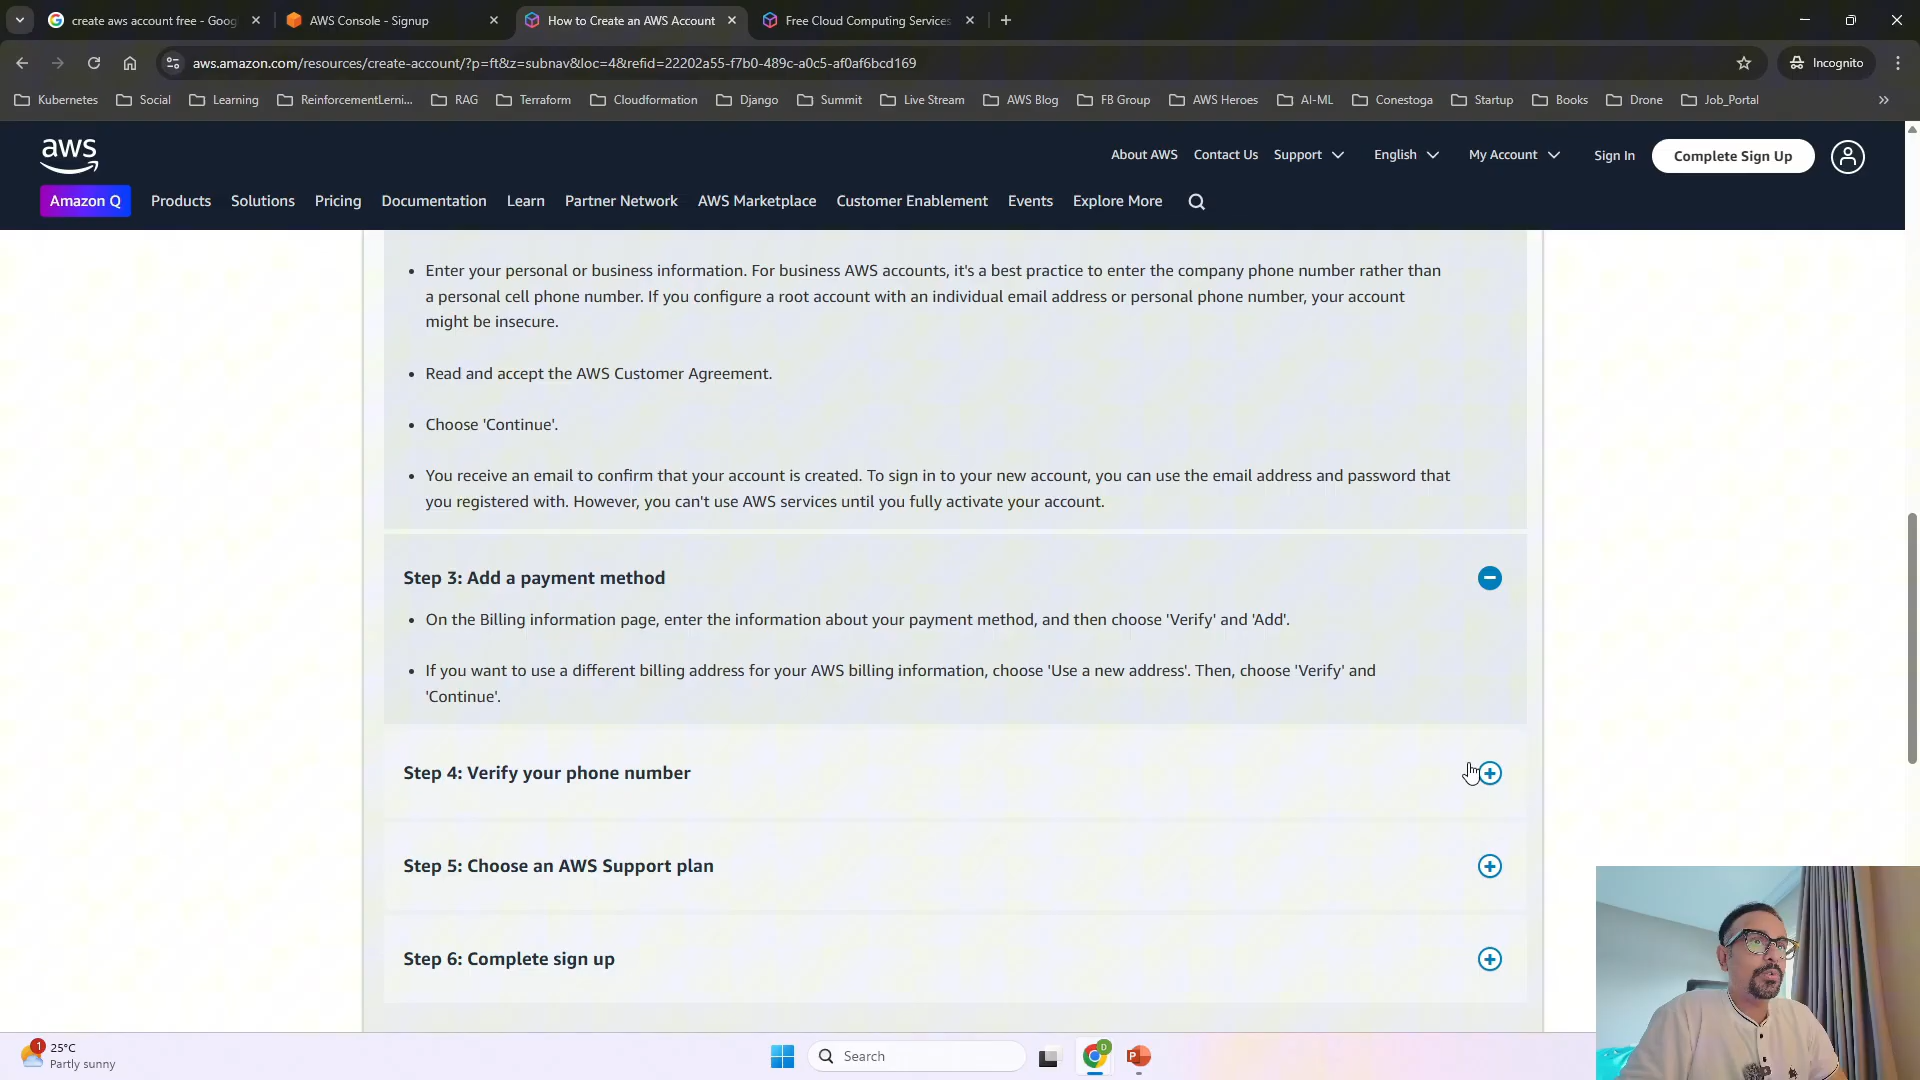 create aws account free - Goog
AWS Console - Signup
How to Create an AWS Account
Free Cloud Computing Services
aws.amazon.com/resources/create-account/?p=ft&z=subnav&loc=4&refid=22202a55-f7b0-489c-a0c5-af0af6bcd169
Incognito
Kubernetes
Social
Learning
ReinforcementLerni...
RAG
Terraform
Cloudformation
Django
Summit
Live Stream
AWS Blog
FB Group
AWS Heroes
AI-ML
Conestoga
Startup
Books
Drone
Job_Portal
aws
About AWS
Contact Us
Support
English
My Account
Sign In
Complete Sign Up
Amazon Q
Products
Solutions
Pricing
Documentation
Learn
Partner Network
AWS Marketplace
Customer Enablement
Events
Explore More
• Enter your personal or business information. For business AWS accounts, it's a best practice to enter the company phone number rather than
a personal cell phone number. If you configure a root account with an individual email address or personal phone number, your account
might be insecure.
• Read and accept the AWS Customer Agreement.
• Choose 'Continue'.
• You receive an email to confirm that your account is created. To sign in to your new account, you can use the email address and password that
you registered with. However, you can't use AWS services until you fully activate your account.
Step 3: Add a payment method
• On the Billing information page, enter the information about your payment method, and then choose 'Verify' and 'Add'.
• If you want to use a different billing address for your AWS billing information, choose 'Use a new address'. Then, choose 'Verify' and
'Continue'.
Step 4: Verify your phone number
Step 5: Choose an AWS Support plan
Step 6: Complete sign up
1
25°C
Partly sunny
Search
D
P